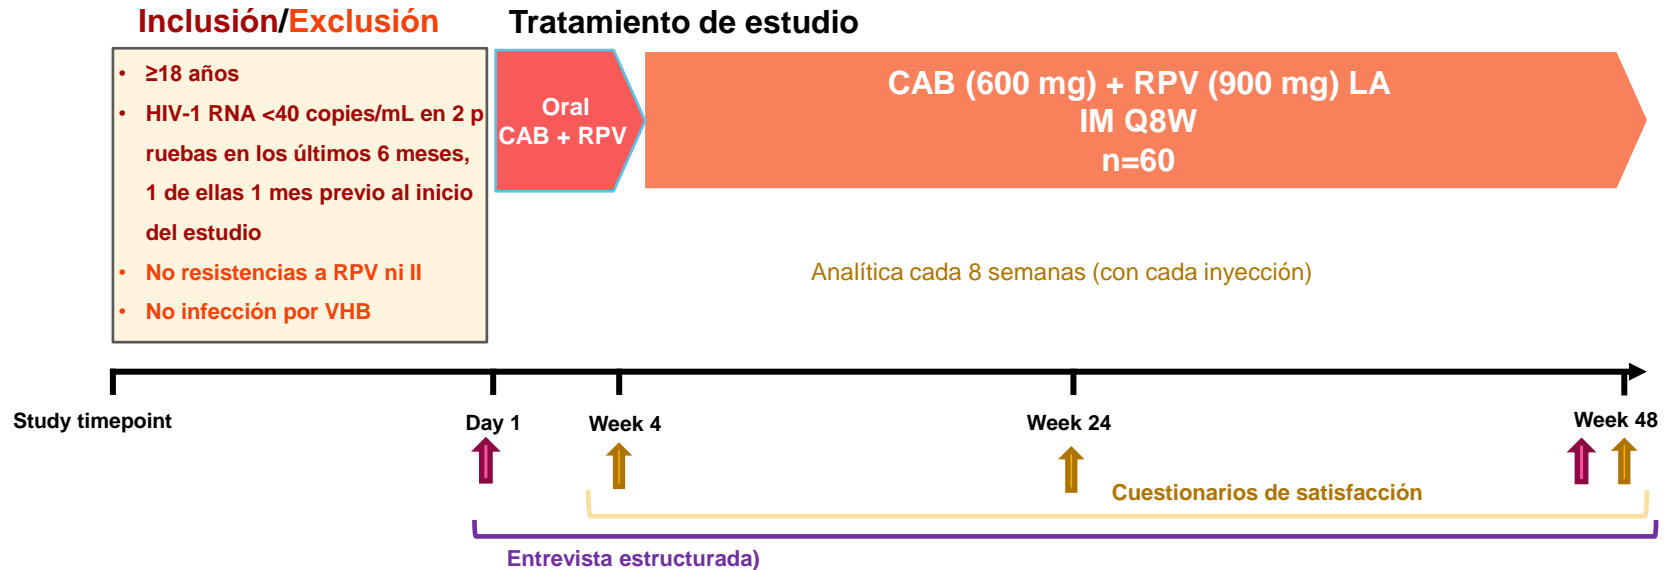 Inclusión/Exclusión
• ≥18 años
• HIV-1 RNA <40 copies/mL en 2 p
ruebas en los últimos 6 meses,
1 de ellas 1 mes previo al inicio
del estudio
• No resistencias a RPV ni II
• No infección por VHB
Tratamiento de estudio
Oral
CAB + RPV
CAB (600 mg) + RPV (900 mg) LA
IM Q8W
n=60
Analítica cada 8 semanas (con cada inyección)
Study timepoint
Day 1
Week 4
Week 24
Week 48
Cuestionarios de satisfacción
Entrevista estructurada)